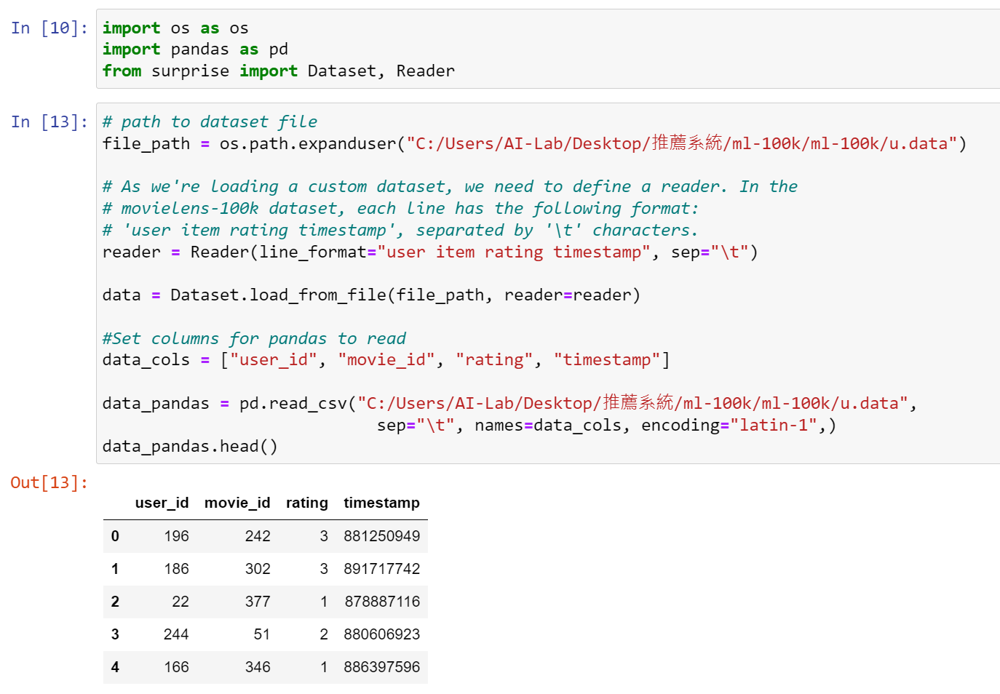 In [10]:
import os as os
import pandas as pd
from surprise import Dataset, Reader
In [13]:
# path to dataset file
file_path = os.path.expanduser("C:/Users/AI-Lab/Desktop/推薦系統/ml-100k/ml-100k/u.data")
# As we're loading a custom dataset, we need to define a reader. In the
# movielens-100k dataset, each line has the following format:
# 'user item rating timestamp', separated by '\t' characters.
reader = Reader(line_format="user item rating timestamp", sep="\t")
data = Dataset.load_from_file(file_path, reader=reader)
#Set columns for pandas to read
data_cols = ["user_id", "movie_id", "rating", "timestamp"]
data_pandas = pd.read_csv("C:/Users/AI-Lab/Desktop/推薦系統/ml-100k/ml-100k/u.data",
sep="\t", names=data_cols, encoding="latin-1",)
data_pandas.head()
Out[13]:
user_id movie_id rating timestamp
0 196 242 3 881250949
1 186 302 3 891717742
2 22 377 1 878887116
3 244 51 2 880606923
4 166 346 1 886397596